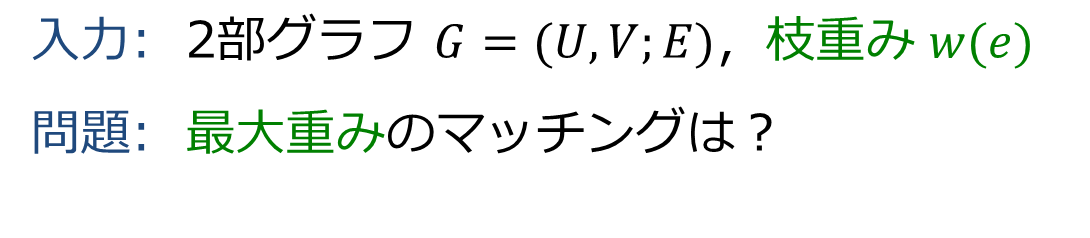 入力: 2部グラフ G = (U, V; E), 枝重み w(e)
問題: 最大重みのマッチングは？